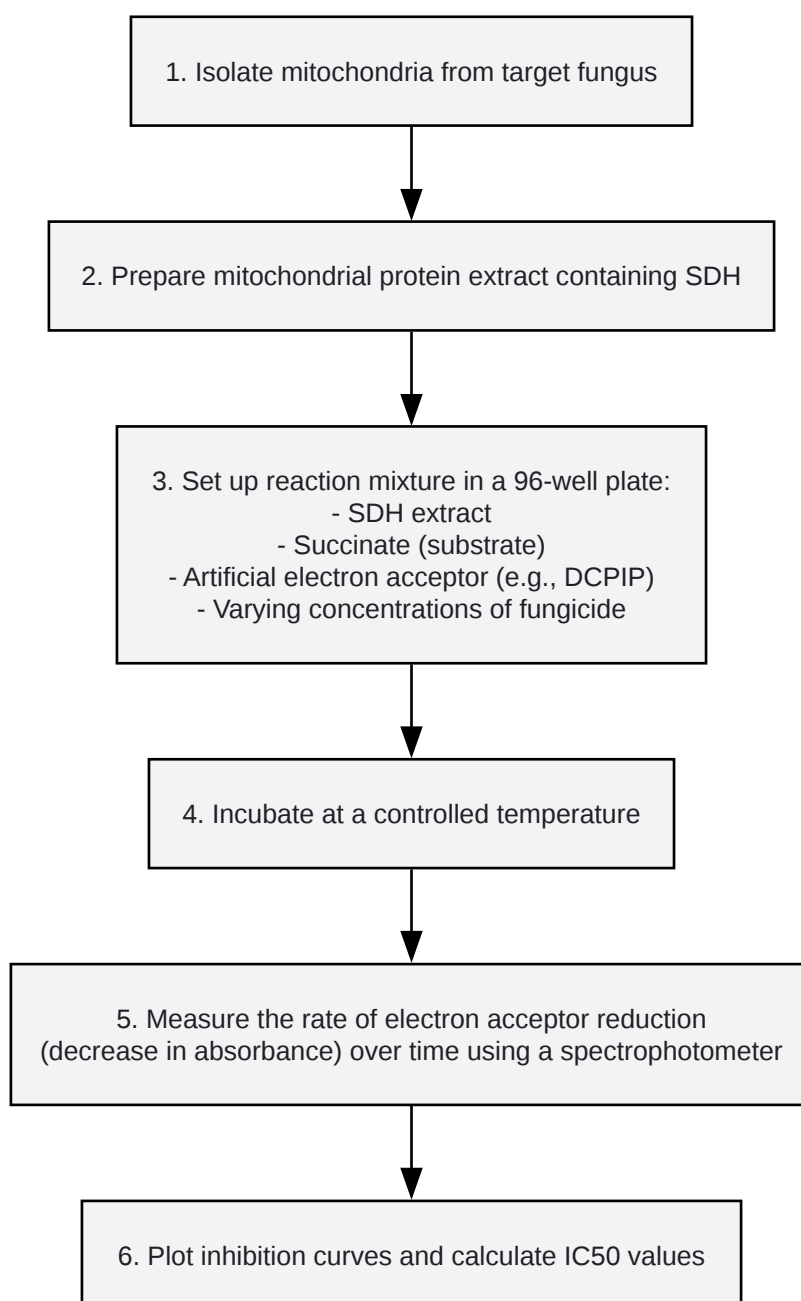 1. Isolate mitochondria from target fungus
2. Prepare mitochondrial protein extract containing SDH
3. Set up reaction mixture in a 96-well plate:
- SDH extract
- Succinate (substrate)
- Artificial electron acceptor (e.g., DCPIP)
- Varying concentrations of fungicide
4. Incubate at a controlled temperature
5. Measure the rate of electron acceptor reduction
(decrease in absorbance) over time using a spectrophotometer
6. Plot inhibition curves and calculate IC50 values